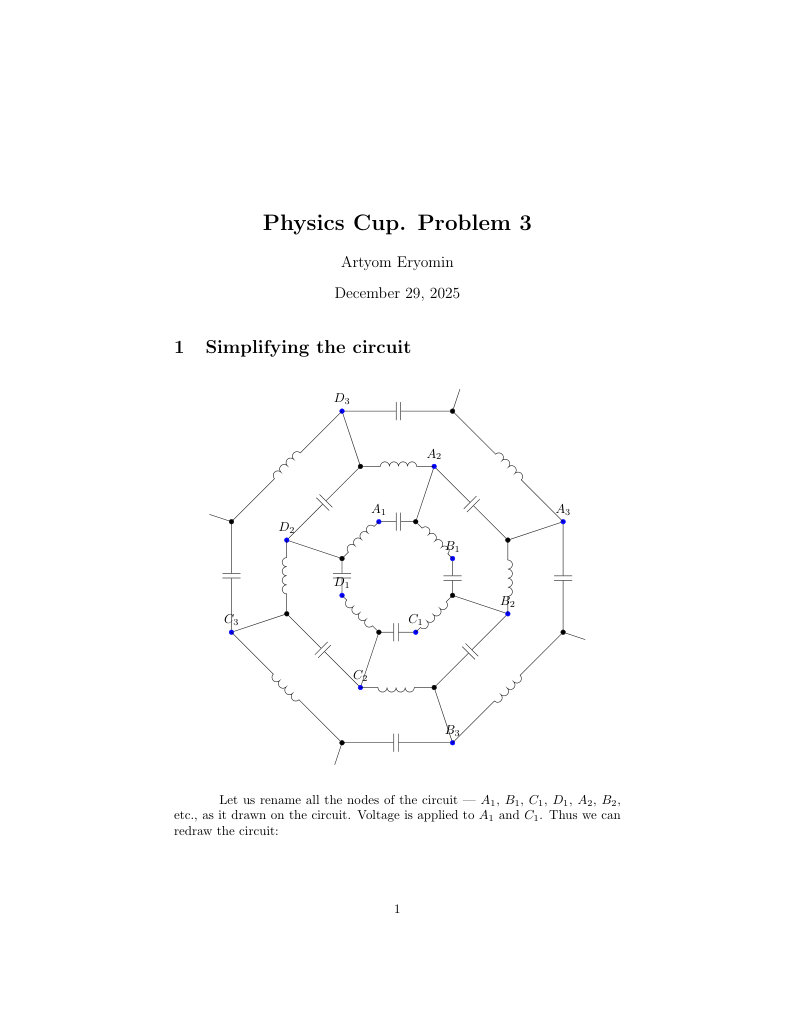 Physics Cup. Problem 3
Artyom Eryomin
December 29, 2025
1 Simplifying the circuit
D₃
A₂
A₁
A₃
D₂
B₁
D₁
B₂
C₃
C₁
C₂
B₃
Let us rename all the nodes of the circuit — A₁, B₁, C₁, D₁, A₂, B₂,
etc., as it drawn on the circuit. Voltage is applied to A₁ and C₁. Thus we can
redraw the circuit:
1